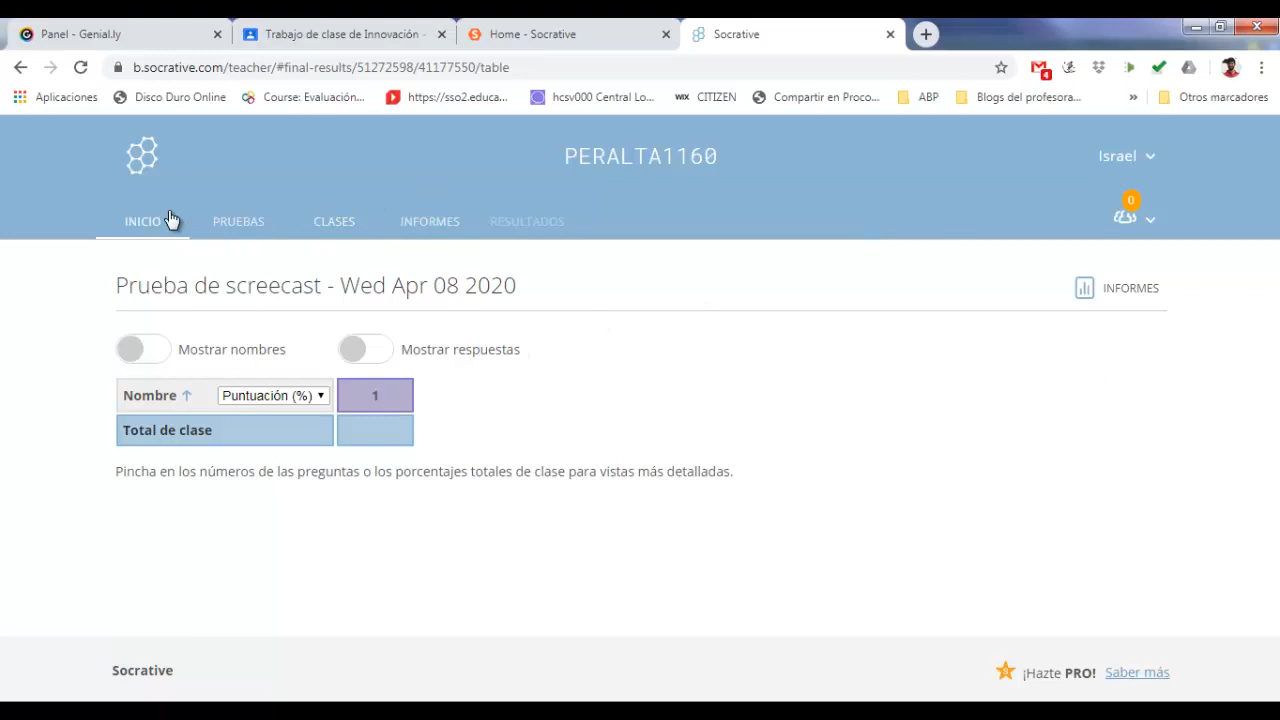 Panel - Genial.ly
Trabajo de clase de Innovación -
Home - Socrative
Socrative
b.socrative.com/teacher/#final-results/51272598/41177550/table
4
Aplicaciones
Disco Duro Online
Course: Evaluación...
https://sso2.educa...
hcsv000 Central Lo...
WIX CITIZEN
Compartir en Proco...
ABP
Blogs del profesora...
»
Otros marcadores
PERALTA1160
Israel
0
INICIO
PRUEBAS
CLASES
INFORMES
RESULTADOS
Prueba de screecast - Wed Apr 08 2020
INFORMES
Mostrar nombres
Mostrar respuestas
Nombre
Puntuación (%)
1
Total de clase
Pincha en los números de las preguntas o los porcentajes totales de clase para vistas más detalladas.
Socrative
¡Hazte PRO! Saber más